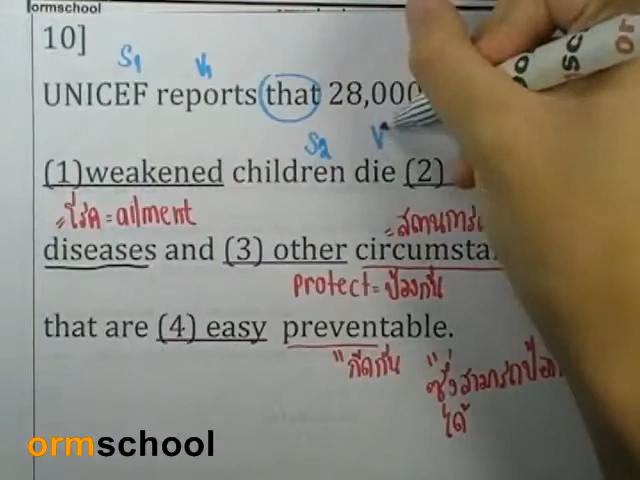 ormschool
10]
S1 V1
UNICEF reports that 28,000
S2 V
(1)weakened children die (2)
= โรค = ailment = สถานการ
diseases and (3) other circumsta
protect = ป้องกัน
that are (4) easy preventable.
"กีดกัน "ซึ่งสามารถป้อ
ได้
ormschool